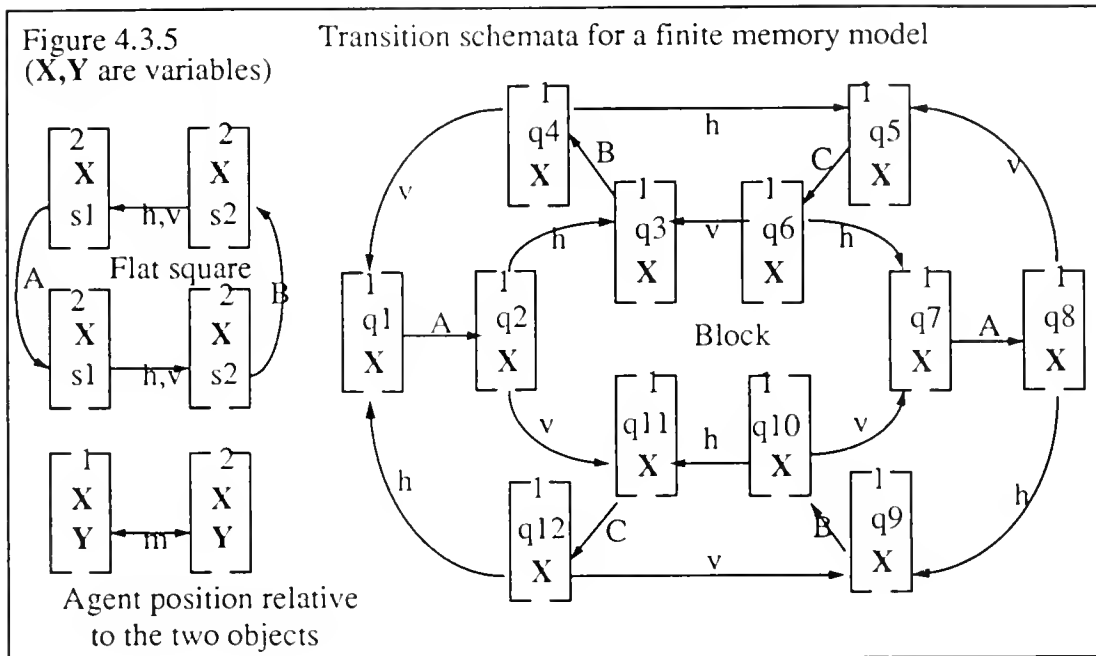 Figure 4.3.5
Transition schemata for a finite memory model
(X,Y are variables)
2
X
s1
h,v
2
X
s2
A
Flat square
B
2
X
s1
h,v
2
X
s2
1
X
Y
m
2
X
Y
Agent position relative
to the two objects
1
q4
X
h
1
q5
X
v
B
C
v
1
q3
X
v
1
q6
X
h
h
1
q1
X
A
1
q2
X
Block
1
q7
X
A
1
q8
X
v
1
q11
X
h
1
q10
X
v
h
1
q12
X
C
v
B
1
q9
X
h